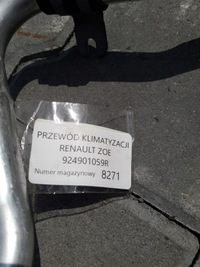 PRZEWÓD KLIMATYZACJI
RENAULT ZOE
924901059R
Numer magazynowy 8271